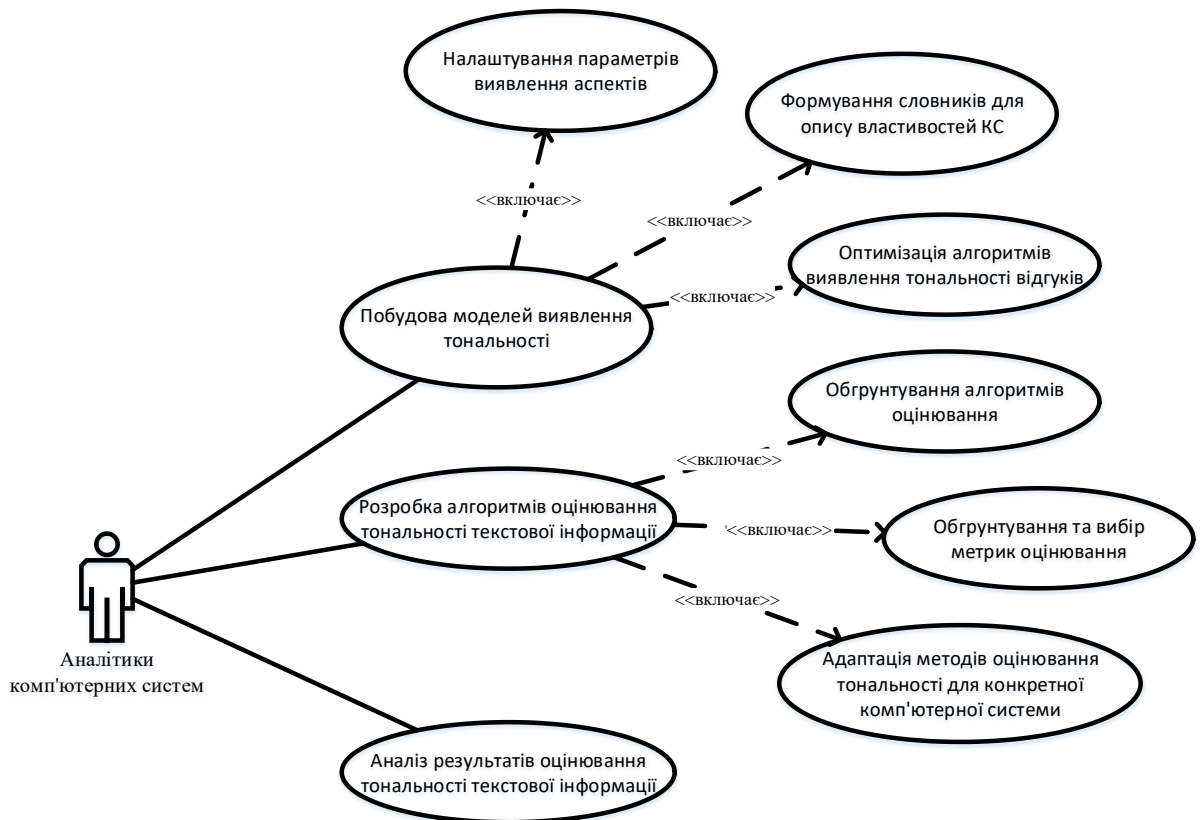 Налаштування параметрів
виявлення аспектів
Формування словників для
опису властивостей КС
<<включає>>
<<включає>>
Оптимізація алгоритмів
виявлення тональності відгуків
<<включає>>
Побудова моделей виявлення
тональності
Обгрунтування алгоритмів
оцінювання
<<включає>>
Розробка алгоритмів оцінювання
тональності текстової інформації
<<включає>>
Обгрунтування та вибір
метрик оцінювання
<<включає>>
Аналітики
комп'ютерних систем
Адаптація методів оцінювання
тональності для конкретної
комп'ютерної системи
Аналіз результатів оцінювання
тональності текстової інформації